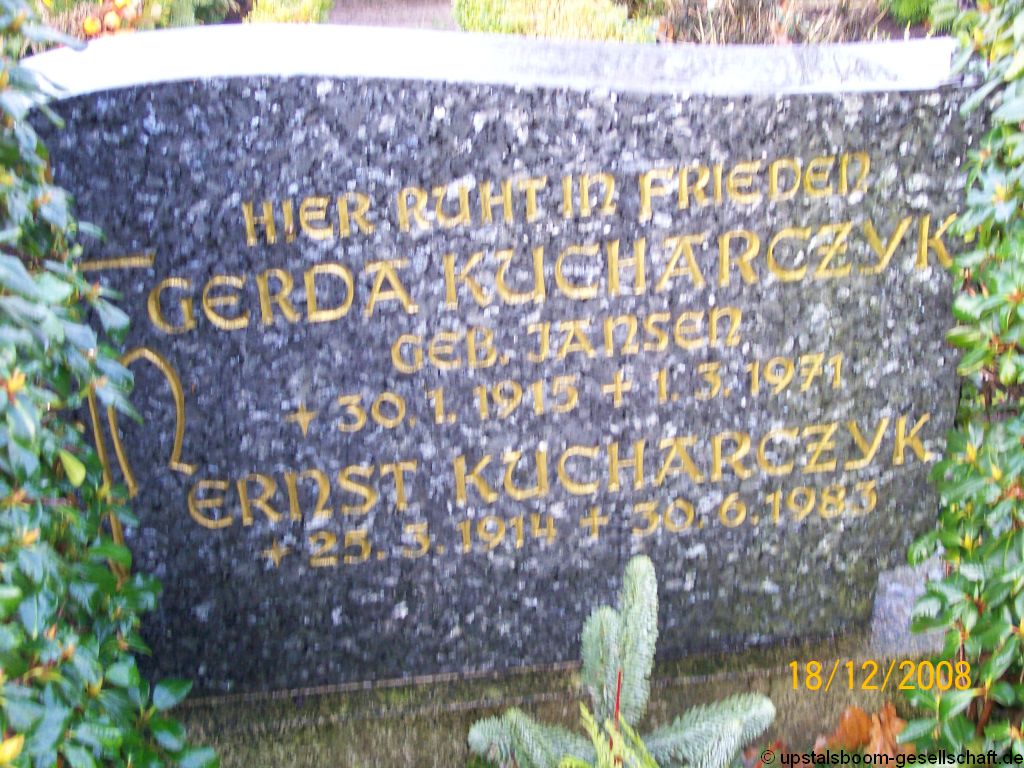 HIER RUHT IN FRIEDEN
GERDA KUCHARCZYK
GEB. JANSEN
+ 30. 1. 1915 + 1. 3. 1971
ERNST KUCHARCZYK
+ 25. 3. 1914 + 30. 6. 1983
18/12/2008
© upstalsboom-gesellschaft.de